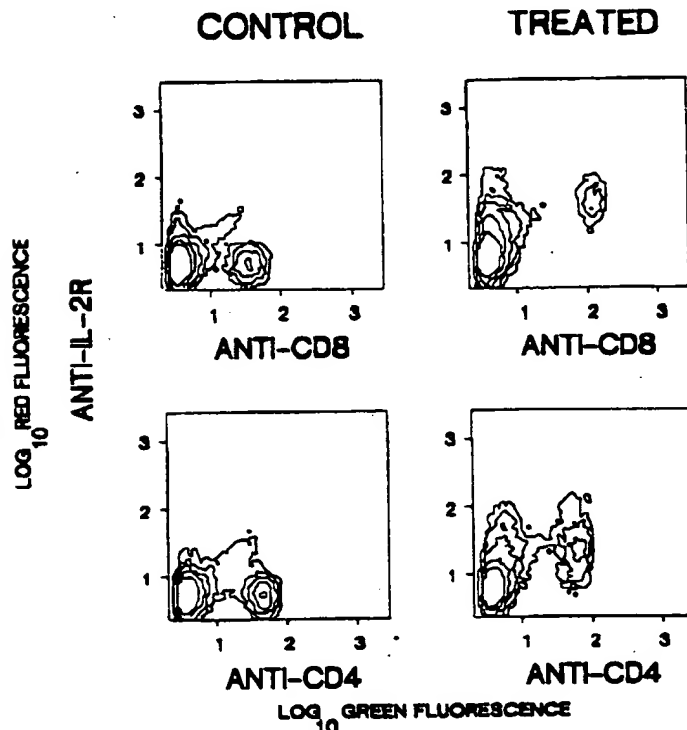 CONTROL
TREATED
3
2
1
1
2
3
ANTI-CD8
3
2
1
1
2
3
ANTI-CD8
LOG10 RED FLUORESCENCE
ANTI-IL-2R
3
2
1
1
2
3
ANTI-CD4
3
2
1
1
2
3
ANTI-CD4
LOG10 GREEN FLUORESCENCE